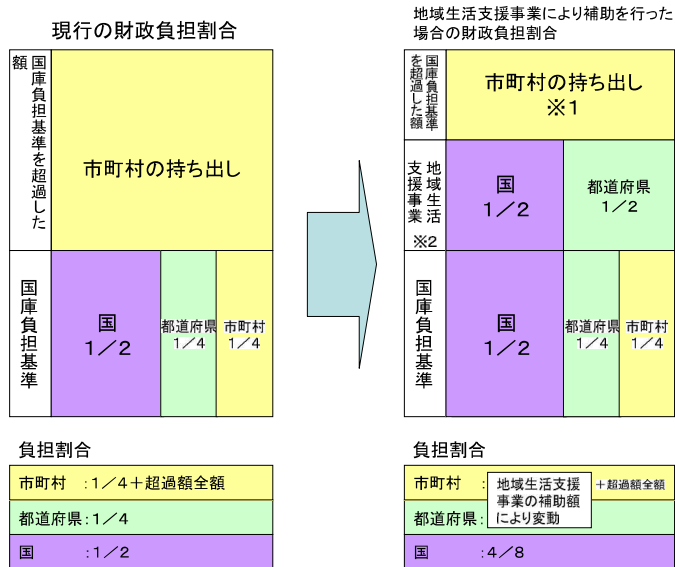 現行の財政負担割合
国庫負担基準を超過した
額
市町村の持ち出し
国庫負担基準
国
1／2
都道府県
1／4
市町村
1／4
負担割合
市町村 ：1／4＋超過額全額
都道府県：1／4
国 ：1／2
地域生活支援事業により補助を行った
場合の財政負担割合
国庫負担基準
を超過した額
市町村の持ち出し
※1
地域生活
支援事業
※2
国
1／2
都道府県
1／2
国庫負担基準
国
1／2
都道府県
1／4
市町村
1／4
負担割合
市町村 ： ＋超過額全額
都道府県：
地域生活支援
事業の補助額
により変動
国 ：4／8